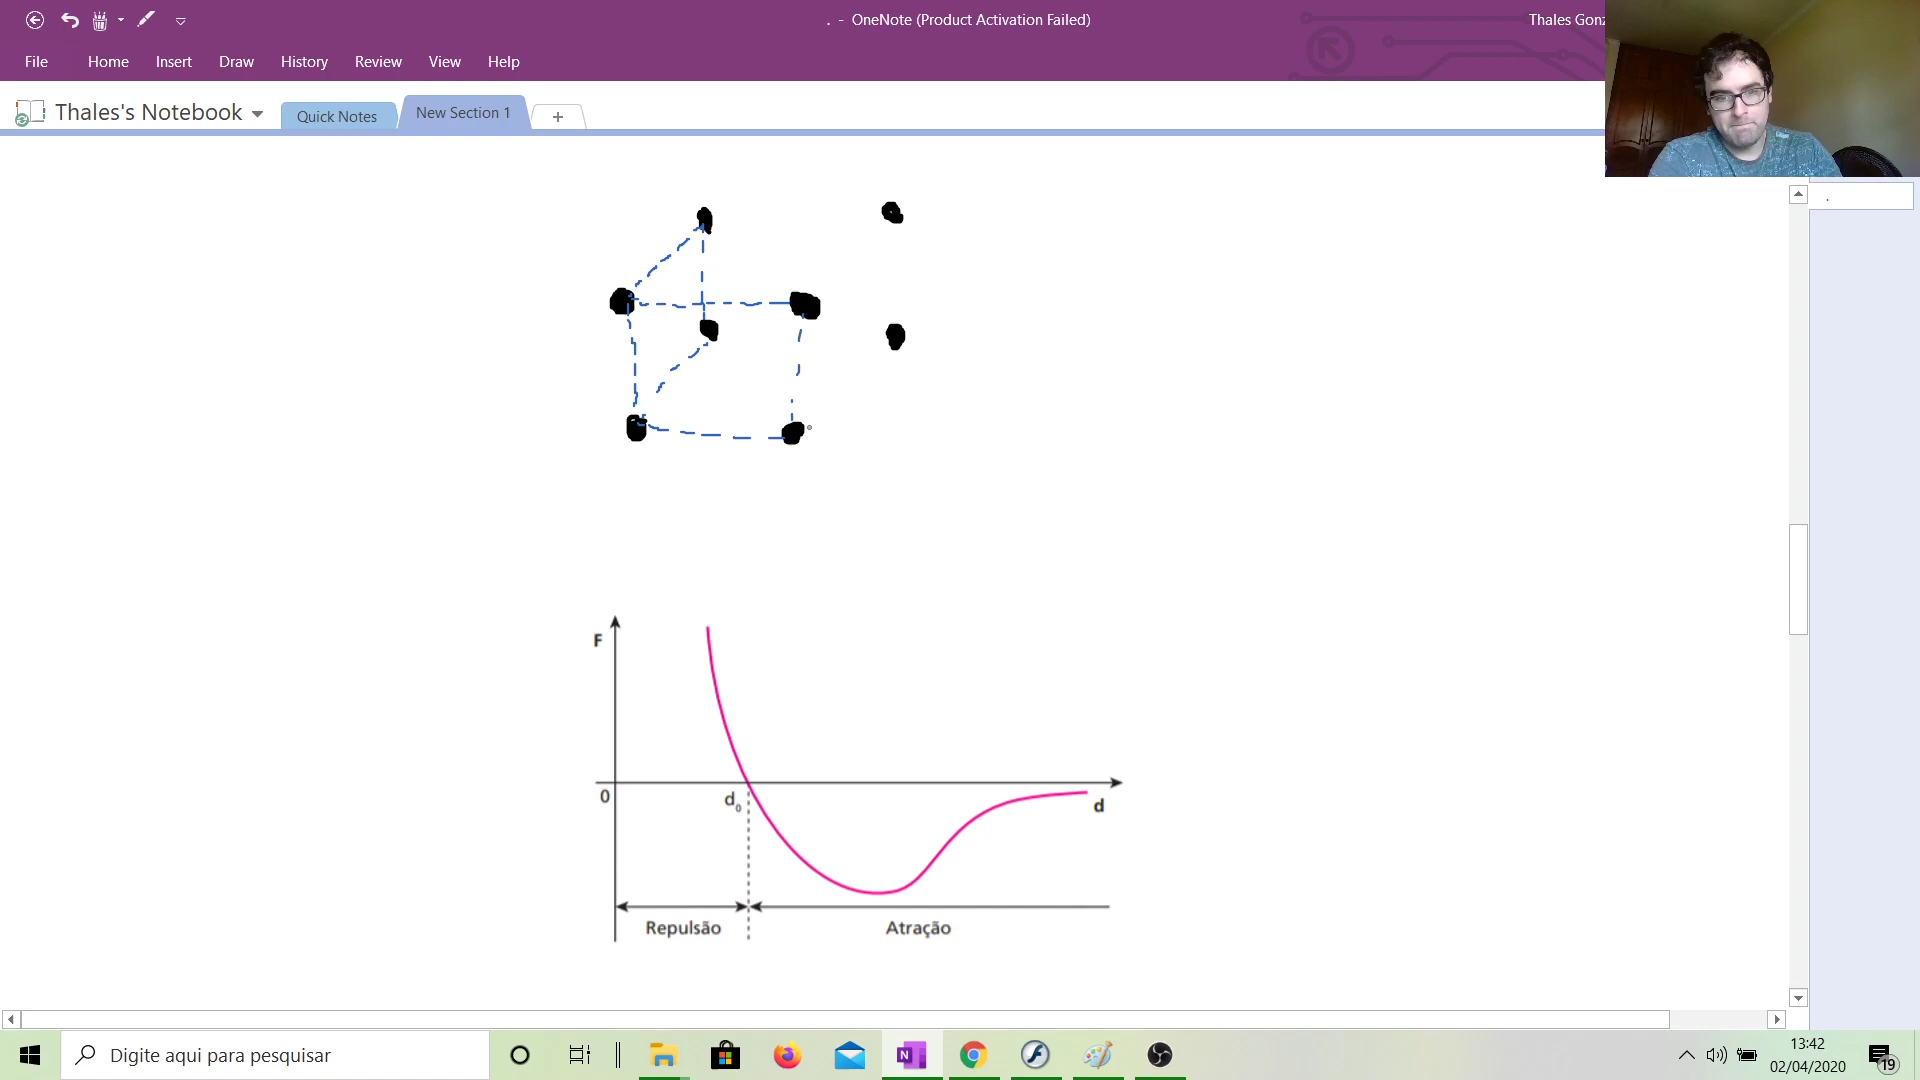 . - OneNote (Product Activation Failed)
Thales Gonz
File Home Insert Draw History Review View Help
Thales's Notebook
Quick Notes
New Section 1
+
.
F
0
d₀
d
Repulsão
Atração
Digite aqui para pesquisar
N
13:42
02/04/2020
19